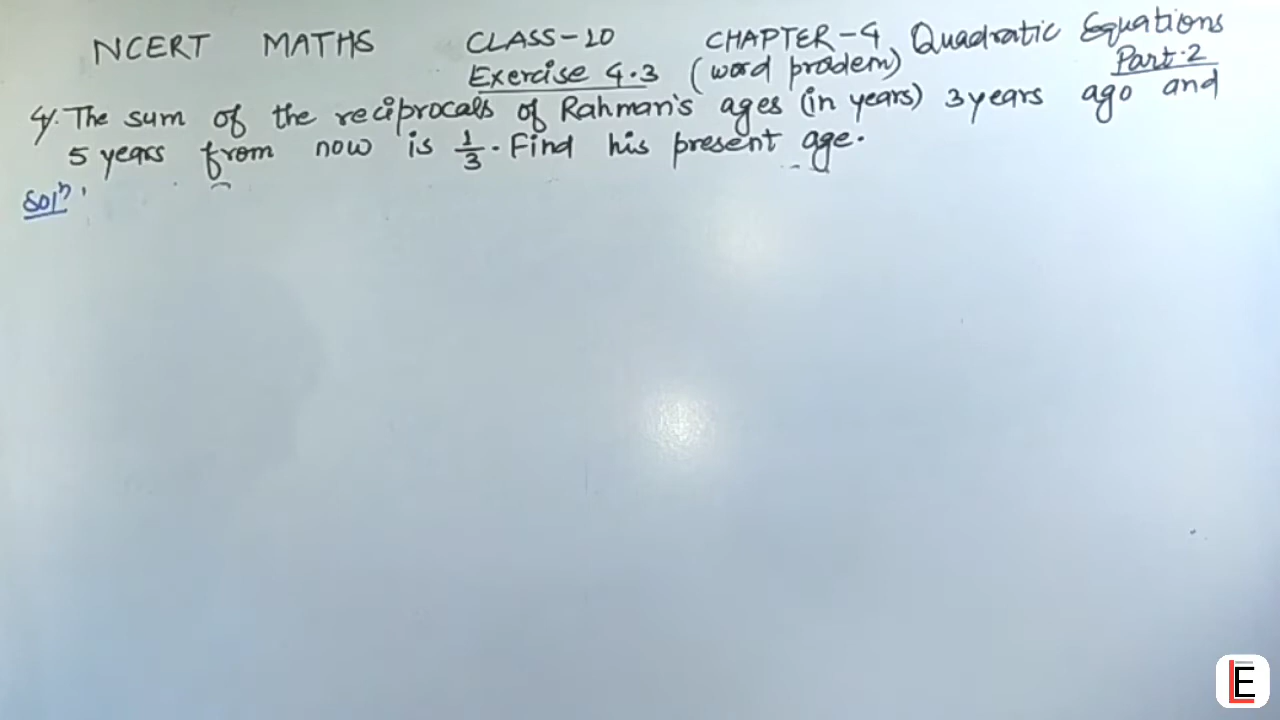 NCERT MATHS CLASS-10 CHAPTER-4 Quadratic Equations
Exercise 4.3 (word prodem) Part-2
4. The sum of the reciprocals of Rahman's ages (in years) 3 years ago and
5 years from now is 1/3. Find his present age.
Solⁿ.
LE